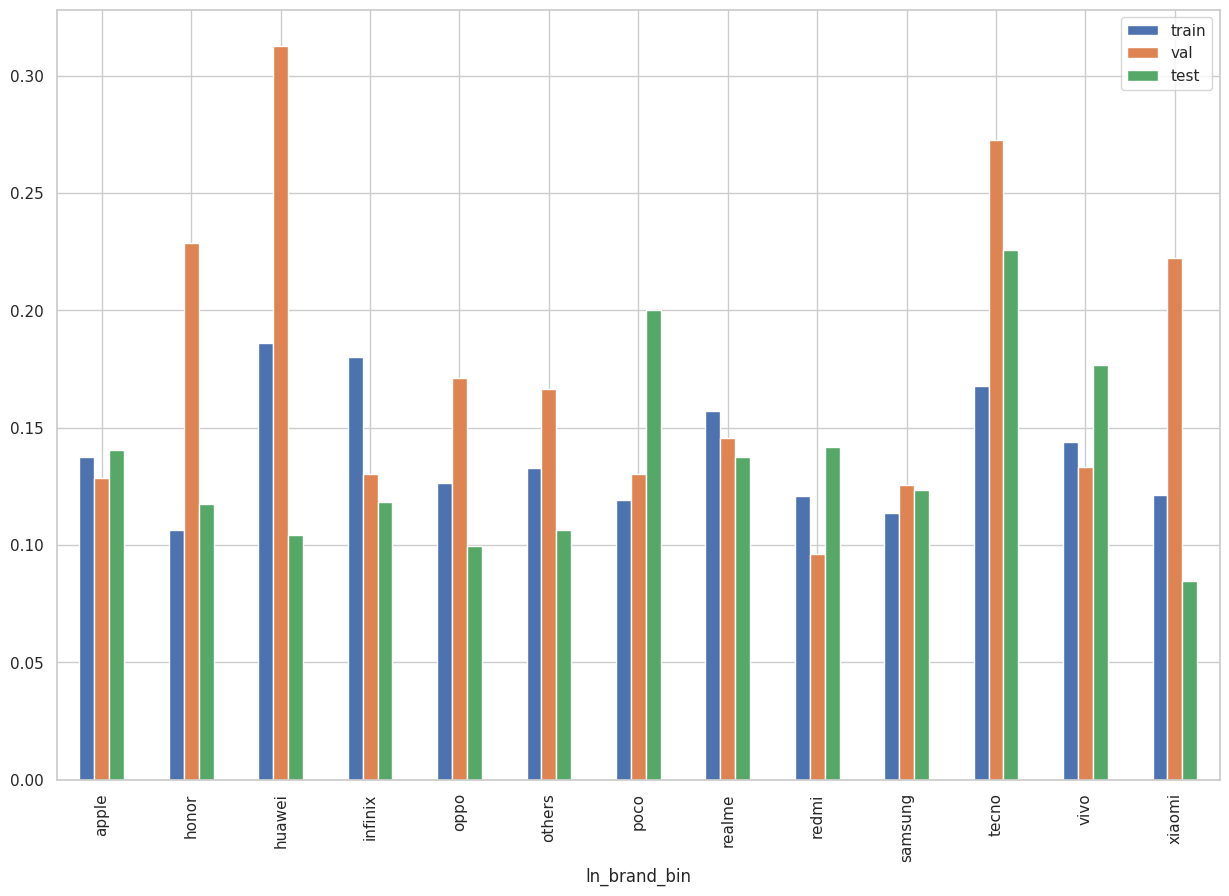 train
val
test
0.30
0.25
0.20
0.15
0.10
0.05
0.00
apple
honor
huawei
infinix
oppo
others
poco
realme
redmi
samsung
tecno
vivo
xiaomi
ln_brand_bin